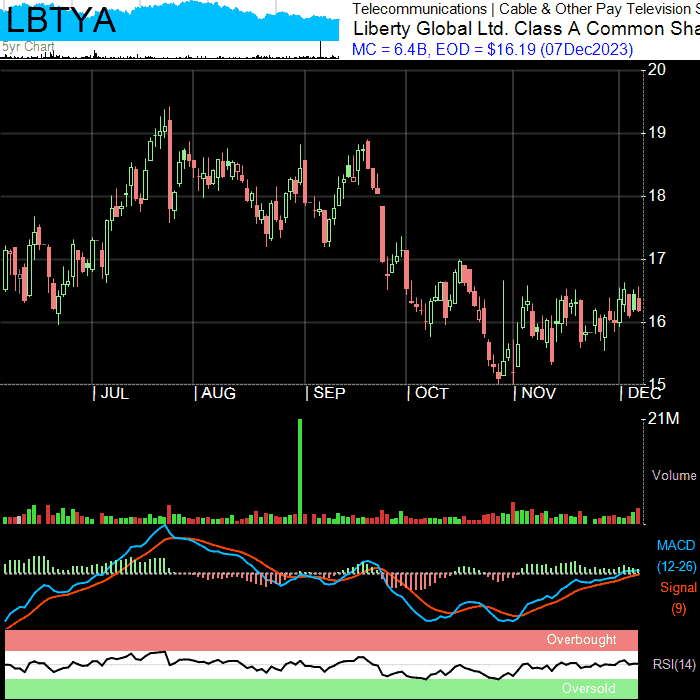 LBTYA
5yr Chart
Telecommunications | Cable & Other Pay Television S
Liberty Global Ltd. Class A Common Sha
MC = 6.4B, EOD = $16.19 (07Dec2023)
20
19
18
17
16
15
JUL
AUG
SEP
OCT
NOV
DEC
21M
Volume
MACD
(12-26)
Signal
(9)
Overbought
RSI(14)
Oversold